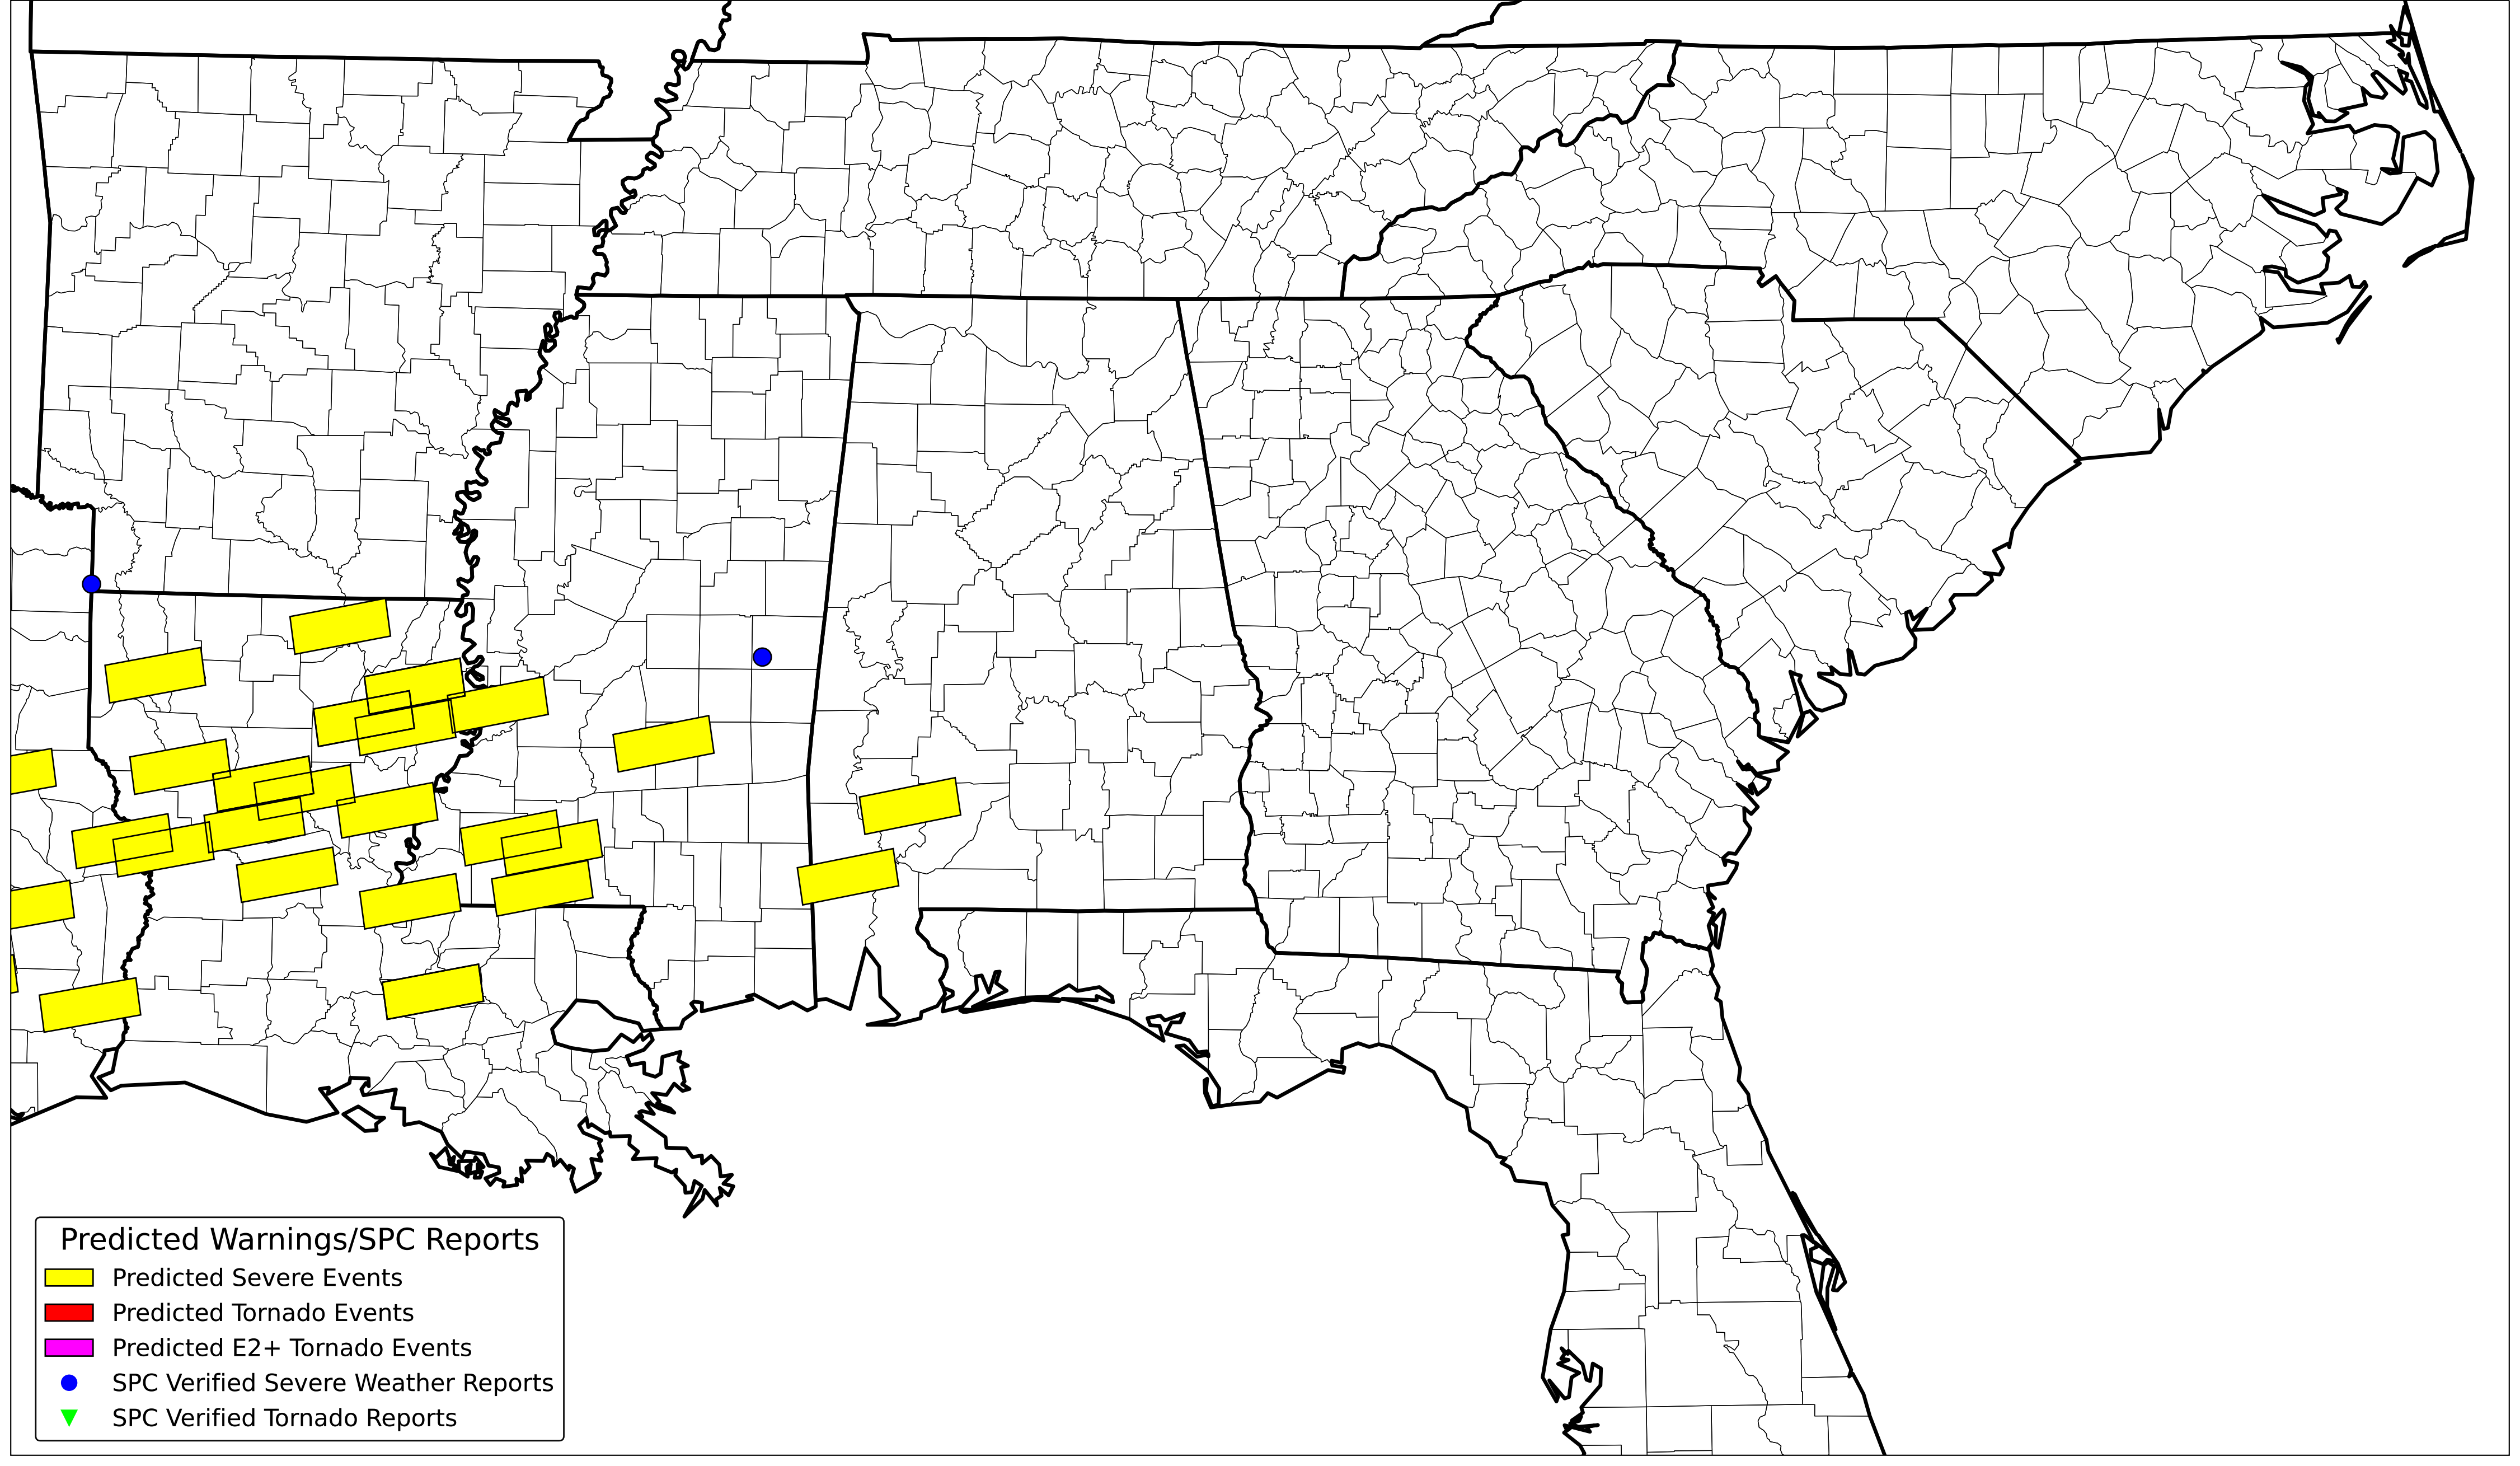 Predicted Warnings/SPC Reports
Predicted Severe Events
Predicted Tornado Events
Predicted E2+ Tornado Events
SPC Verified Severe Weather Reports
SPC Verified Tornado Reports